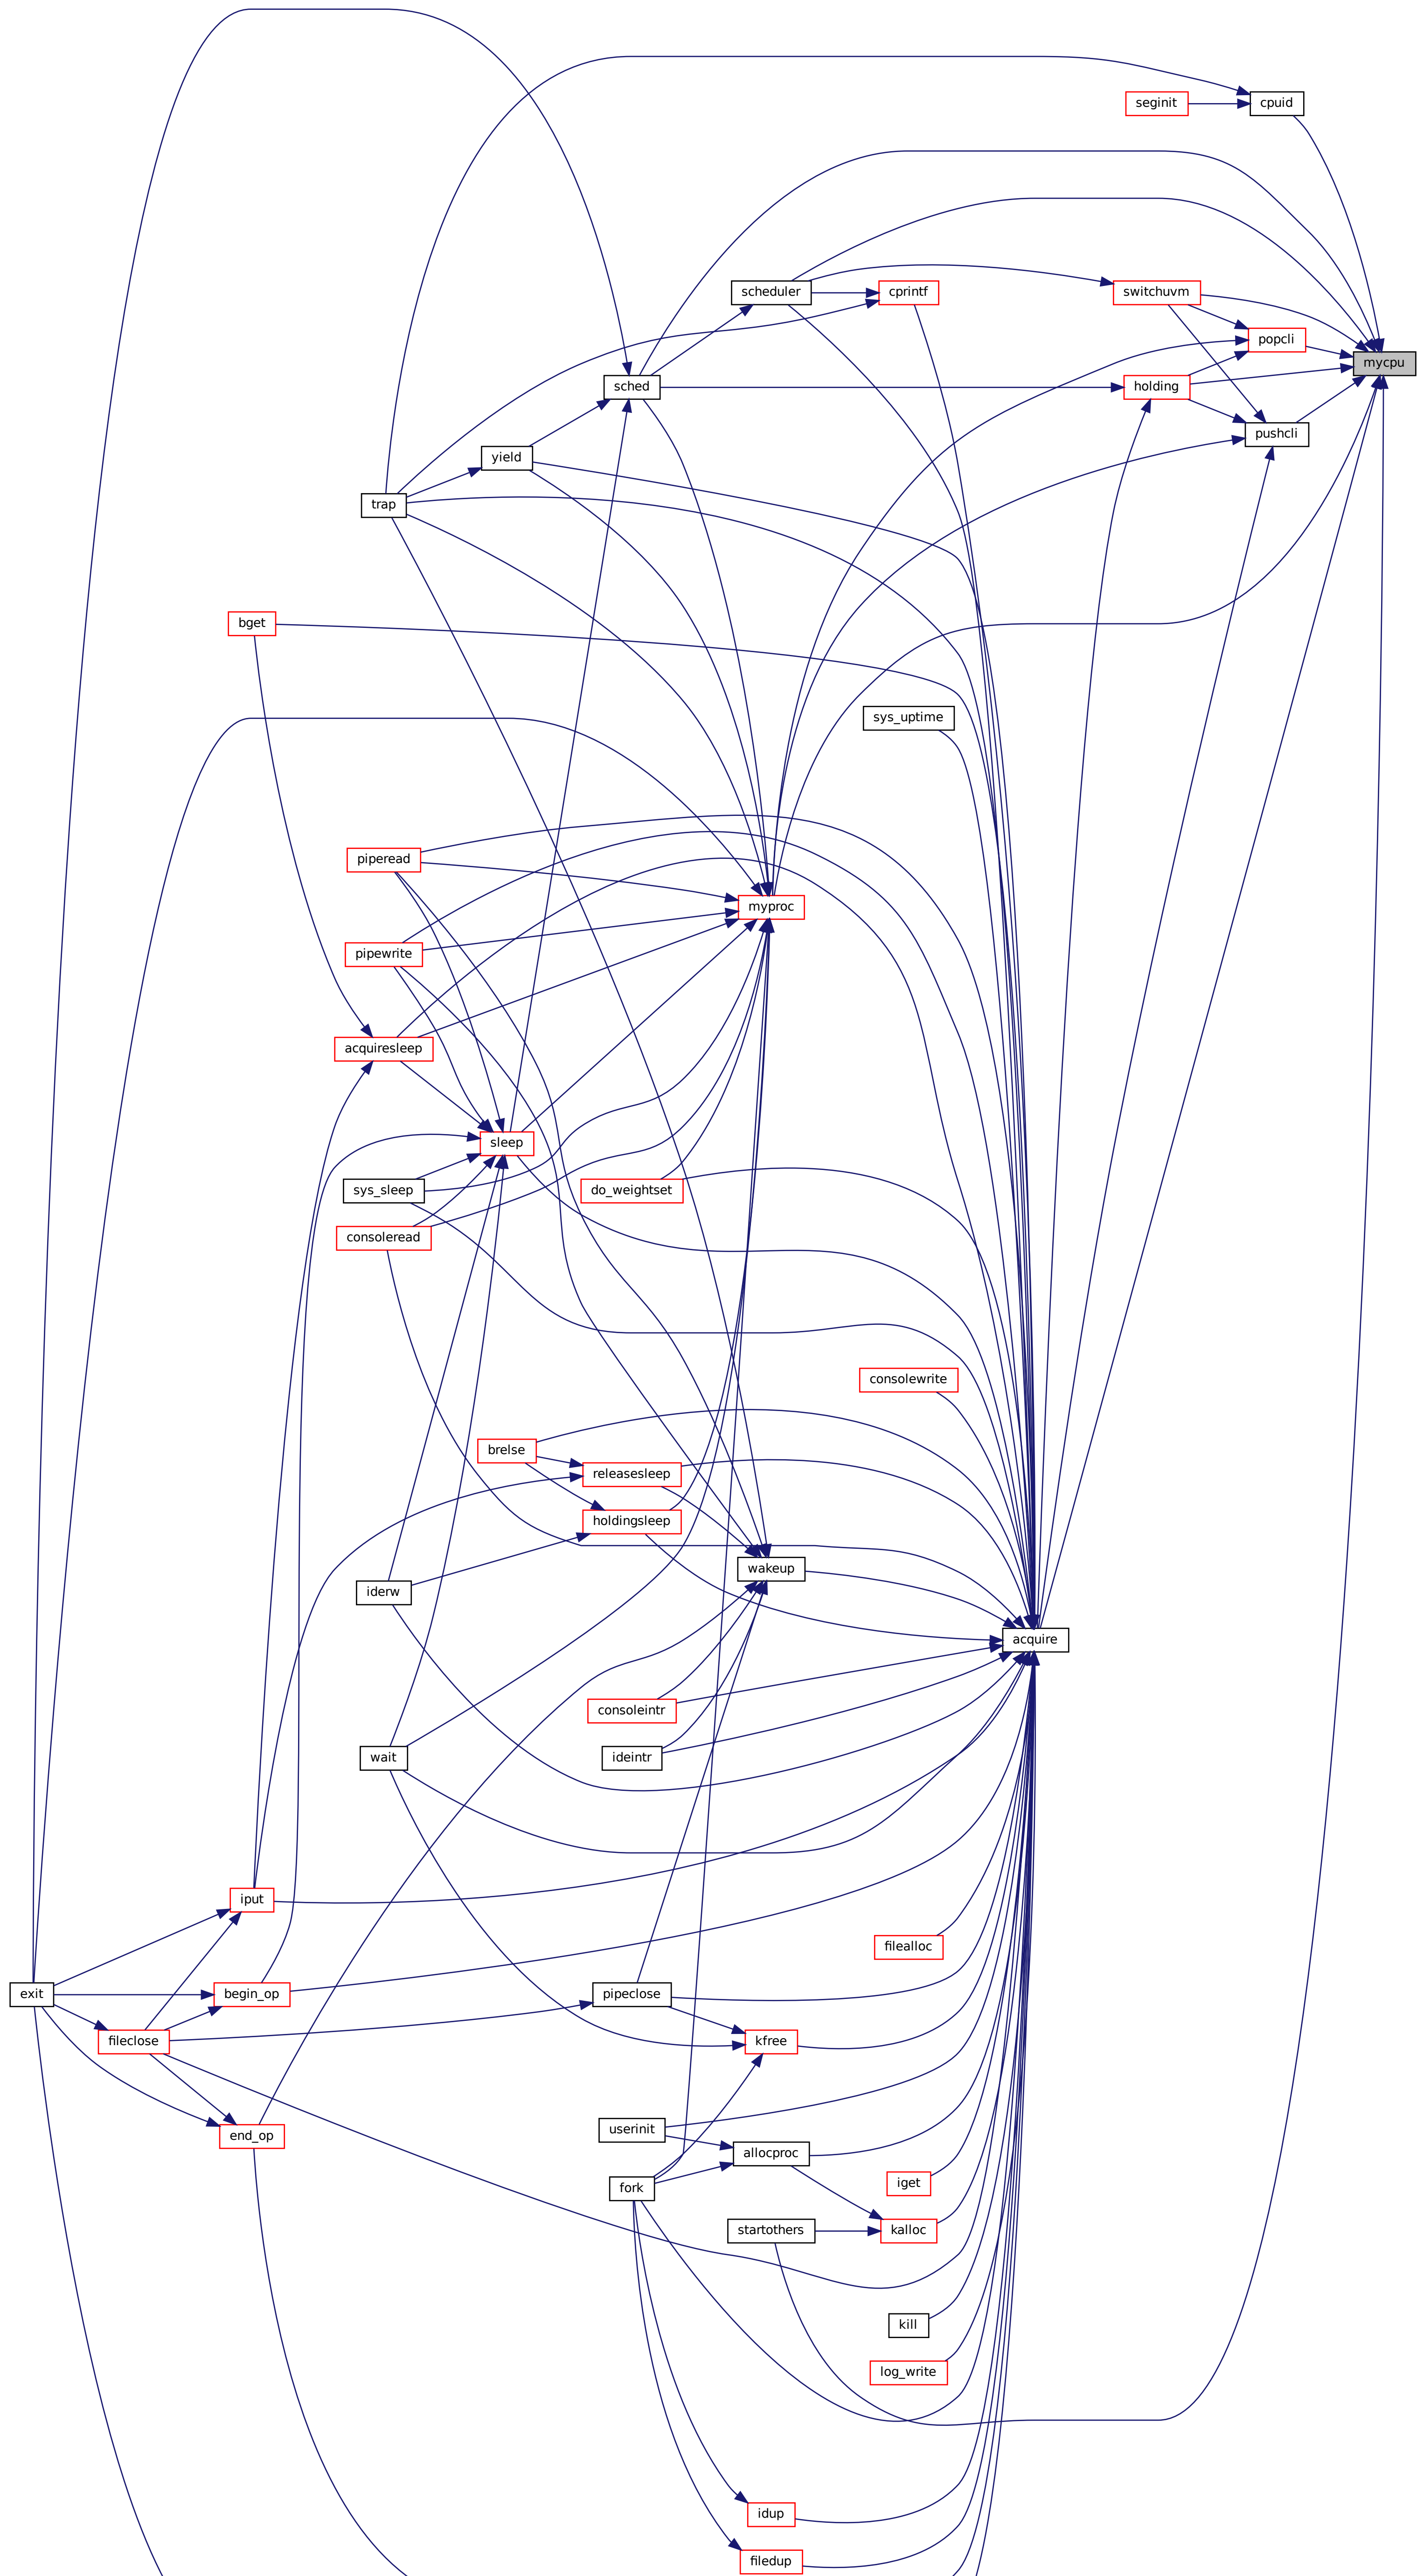 seginit
cpuid
scheduler
cprintf
switchuvm
popcli
mycpu
sched
holding
pushcli
yield
trap
bget
sys_uptime
piperead
myproc
pipewrite
acquiresleep
sleep
sys_sleep
do_weightset
consoleread
consolewrite
brelse
releasesleep
holdingsleep
wakeup
iderw
acquire
consoleintr
wait
ideintr
iput
filealloc
exit
begin_op
pipeclose
fileclose
kfree
userinit
end_op
allocproc
iget
fork
startothers
kalloc
kill
log_write
idup
filedup